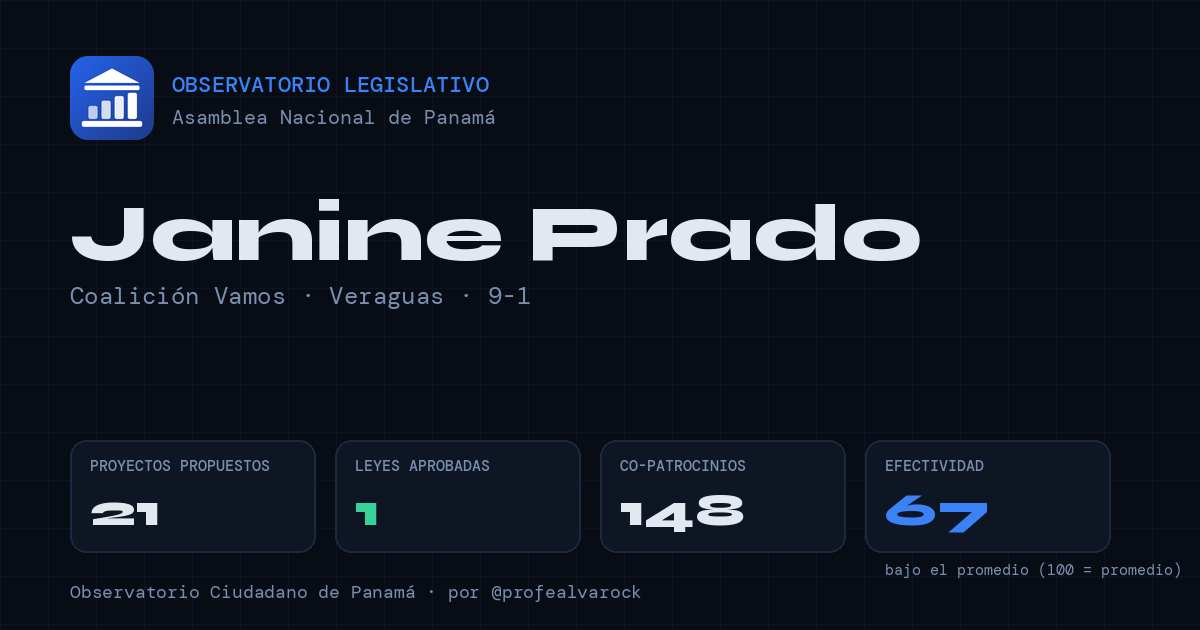 OBSERVATORIO LEGISLATIVO
Asamblea Nacional de Panamá
Janine Prado
Coalición Vamos · Veraguas · 9-1
PROYECTOS PROPUESTOS
21
LEYES APROBADAS
1
CO-PATROCINIOS
148
EFECTIVIDAD
67
bajo el promedio (100 = promedio)
Observatorio Ciudadano de Panamá · por @profealvarock